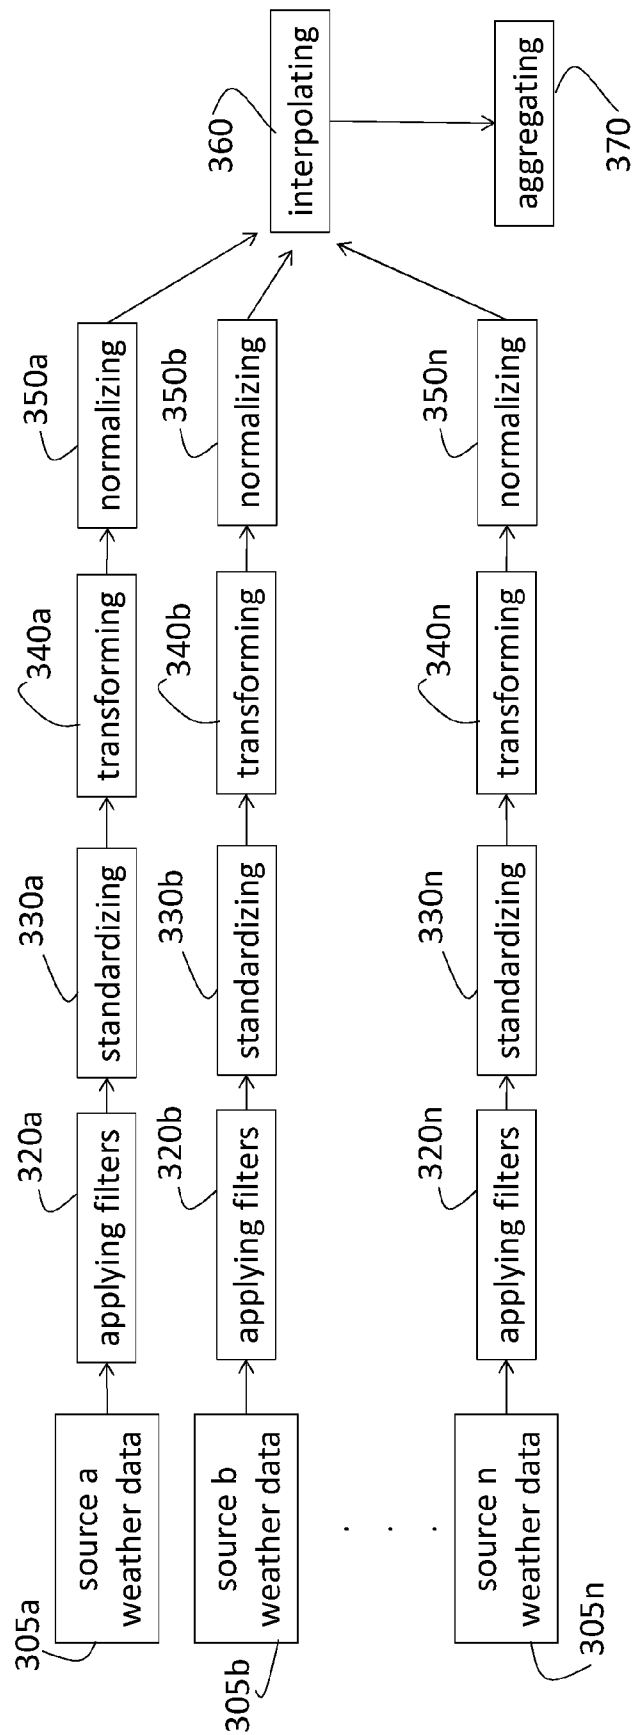 305a
source a
weather data
320a
applying filters
330a
standardizing
340a
transforming
350a
normalizing
305b
source b
weather data
320b
applying filters
330b
standardizing
340b
transforming
350b
normalizing
. . .
305n
source n
weather data
320n
applying filters
330n
standardizing
340n
transforming
350n
normalizing
360
interpolating
aggregating
370